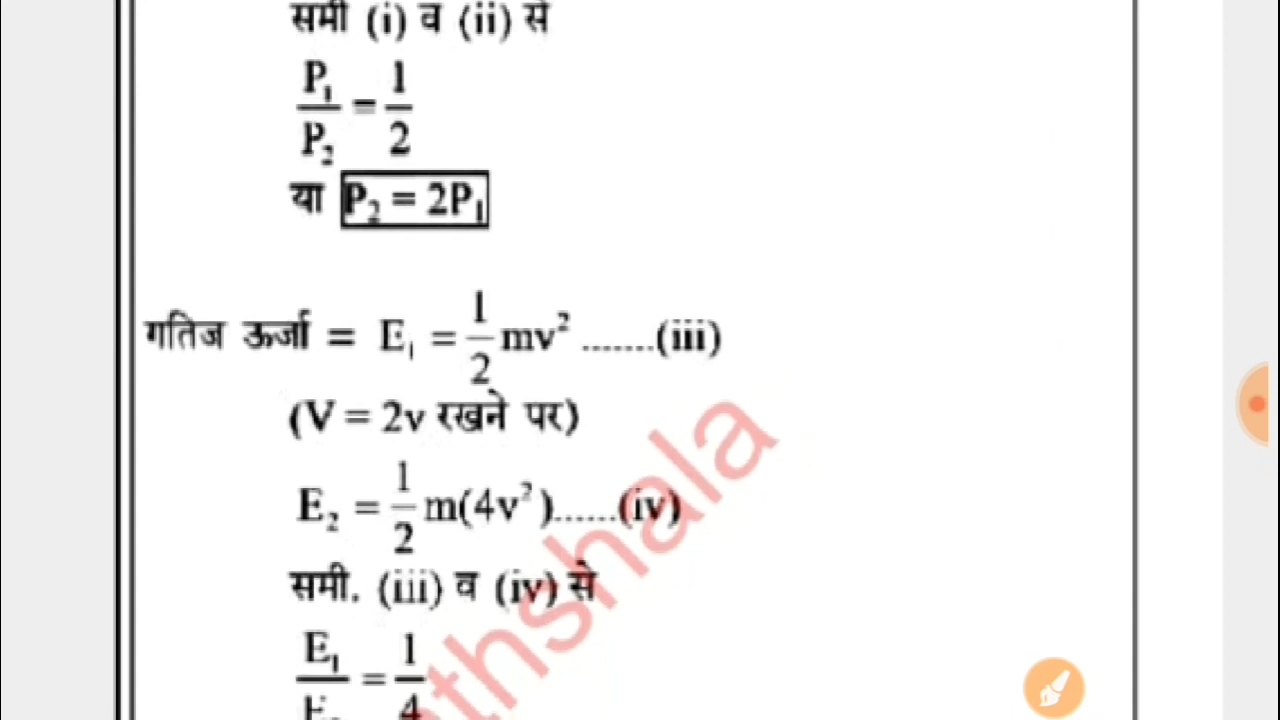 समी (i) व (ii) से
P₁/P₂ = 1/2
या P₂ = 2P₁
गतिज ऊर्जा = E₁ = 1/2 mv² .......(iii)
(V = 2v रखने पर)
E₂ = 1/2 m(4v²)......(iv)
समी. (iii) व (iv) से
E₁/E₂ = 1/4
thshala